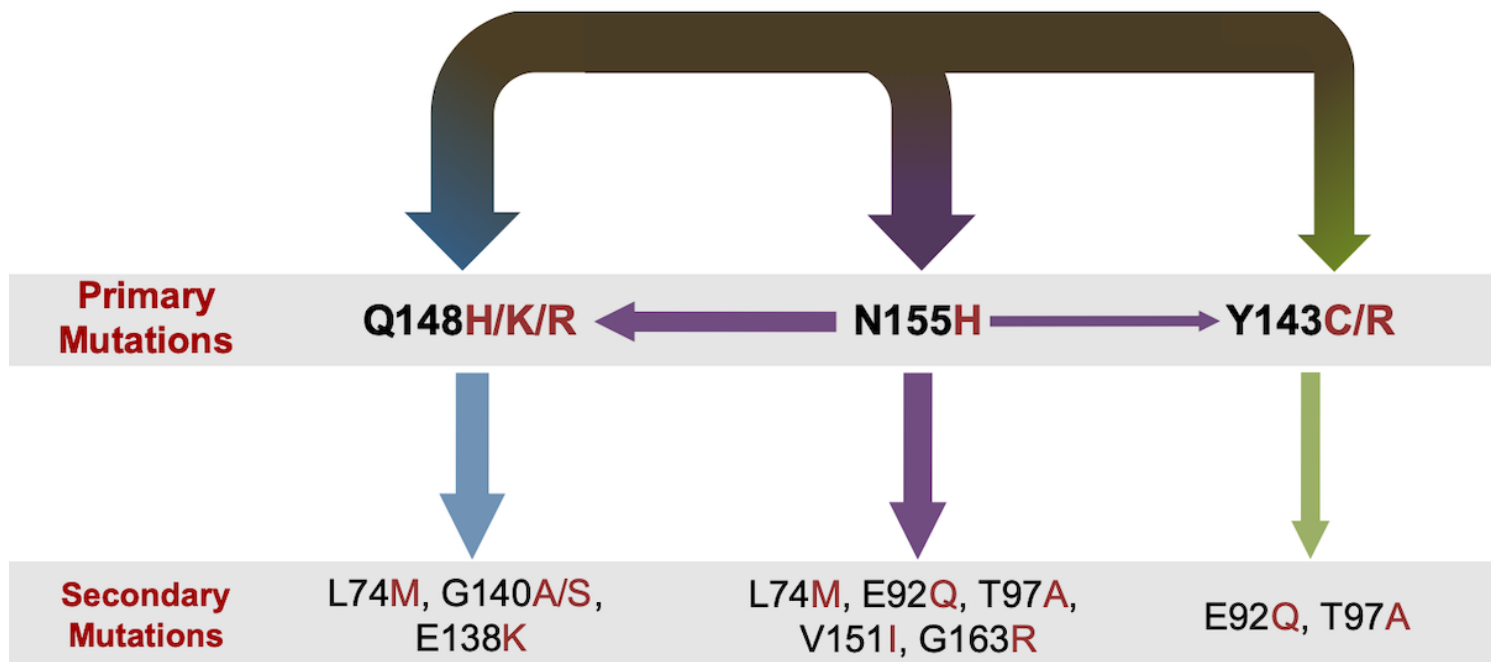 Primary
Mutations
Q148H/K/R
N155H
Y143C/R
Secondary
Mutations
L74M, G140A/S,
E138K
L74M, E92Q, T97A,
V151I, G163R
E92Q, T97A